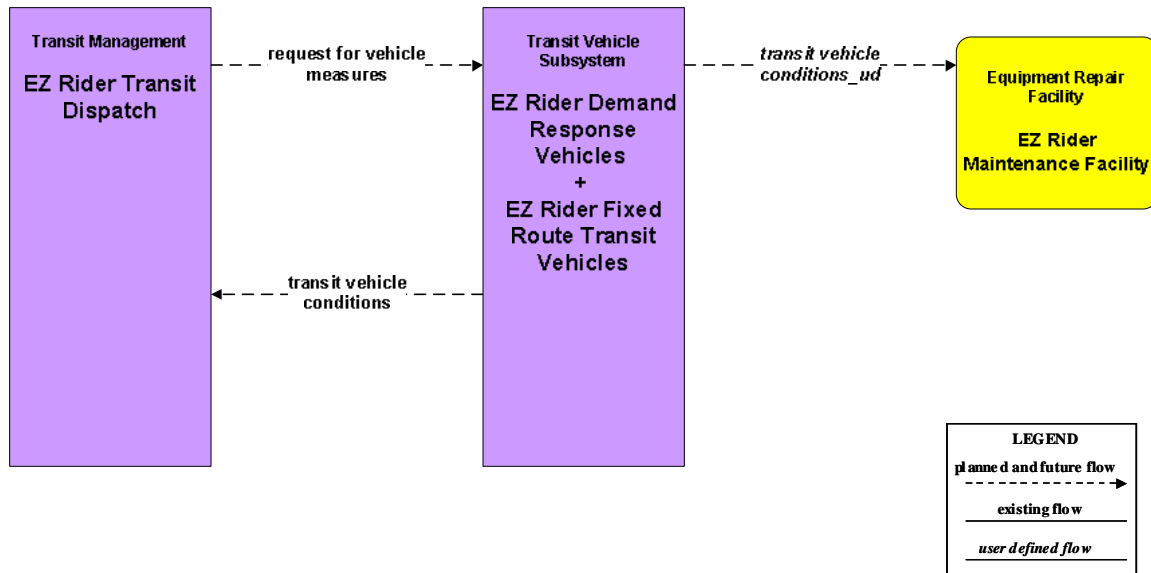 Transit Management
EZ Rider Transit
Dispatch
request for vehicle
measures
transit vehicle
conditions
Transit Vehicle
Subsystem
EZ Rider Demand
Response
Vehicles
+
EZ Rider Fixed
Route Transit
Vehicles
transit vehicle
conditions_ud
Equipment Repair
Facility
EZ Rider
Maintenance Facility
LEGEND
planned and future flow
existing flow
user defined flow